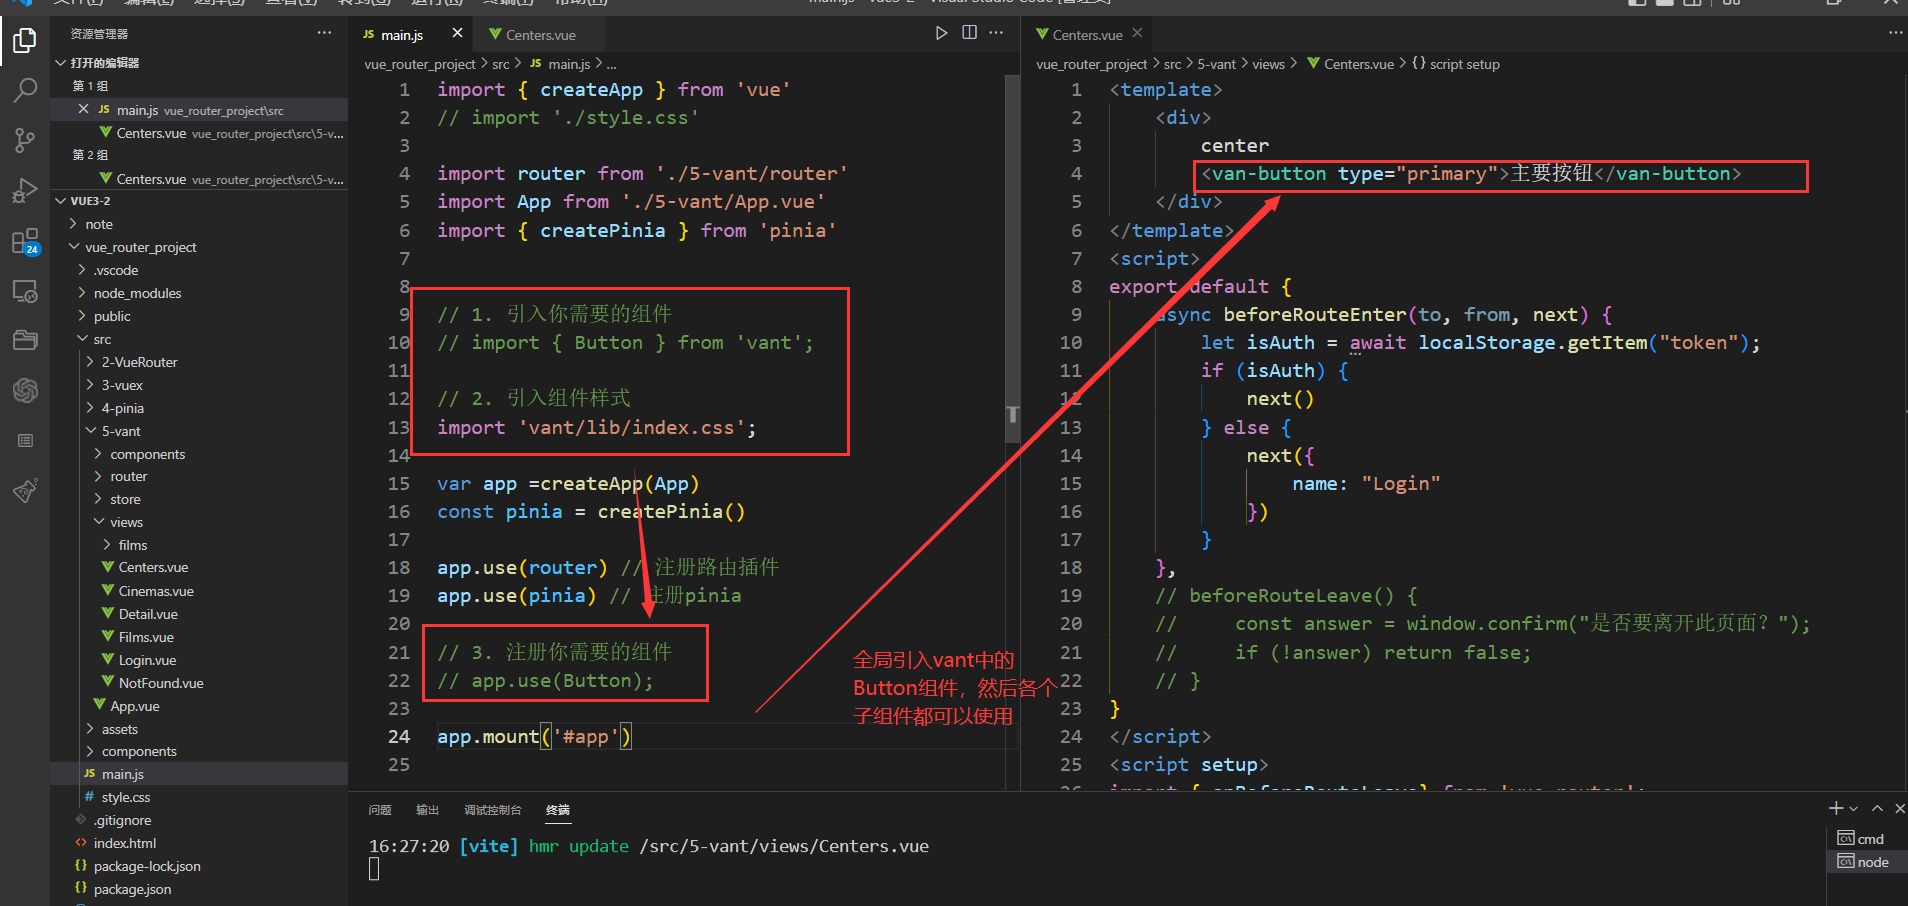 main.js - vue3-2 - Visual Studio Code [管理员]
资源管理器
打开的编辑器
第 1 组
main.js vue_router_project\src
Centers.vue vue_router_project\src\5-v...
第 2 组
Centers.vue vue_router_project\src\5-v...
VUE3-2
note
vue_router_project
.vscode
node_modules
public
src
2-VueRouter
3-vuex
4-pinia
5-vant
components
router
store
views
films
Centers.vue
Cinemas.vue
Detail.vue
Films.vue
Login.vue
NotFound.vue
App.vue
assets
components
main.js
style.css
.gitignore
index.html
package-lock.json
package.json
24
main.js
Centers.vue
vue_router_project > src > JS main.js > ...
1 import { createApp } from 'vue'
2 // import './style.css'
3
4 import router from './5-vant/router'
5 import App from './5-vant/App.vue'
6 import { createPinia } from 'pinia'
7
8
9 // 1. 引入你需要的组件
10 // import { Button } from 'vant';
11
12 // 2. 引入组件样式
13 import 'vant/lib/index.css';
14
15 var app =createApp(App)
16 const pinia = createPinia()
17
18 app.use(router) // 注册路由插件
19 app.use(pinia) // 注册pinia
20
21 // 3. 注册你需要的组件
22 // app.use(Button);
23
24 app.mount('#app')
25
全局引入vant中的
Button组件，然后各个
子组件都可以使用
Centers.vue
vue_router_project > src > 5-vant > views > Centers.vue > {} script setup
1 <template>
2 <div>
3 center
4 <van-button type="primary">主要按钮</van-button>
5 </div>
6 </template>
7 <script>
8 export default {
9 async beforeRouteEnter(to, from, next) {
10 let isAuth = await localStorage.getItem("token");
11 if (isAuth) {
12 next()
13 } else {
14 next({
15 name: "Login"
16 })
17 }
18 },
19 // beforeRouteLeave() {
20 // const answer = window.confirm("是否要离开此页面？");
21 // if (!answer) return false;
22 // }
23 }
24 </script>
25 <script setup>
26 import { onBeforeRouteLeave} from 'vue-router';
问题 输出 调试控制台 终端
16:27:20 [vite] hmr update /src/5-vant/views/Centers.vue
cmd
node